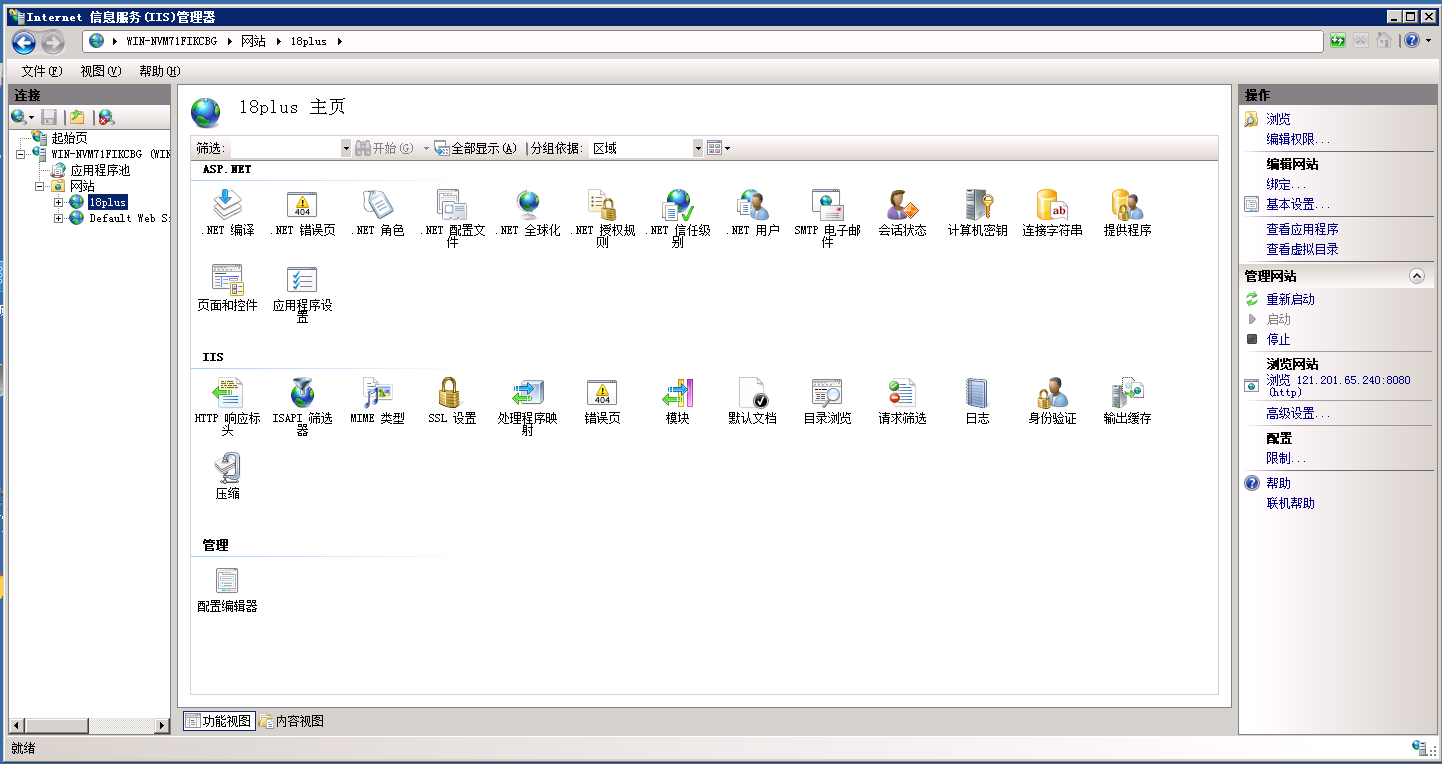 Internet 信息服务(IIS)管理器
WIN-NVM71FIKCBG 网站 18plus
文件(F) 视图(V) 帮助(H)
连接
起始页
WIN-NVM71FIKCBG (WIN
应用程序池
网站
18plus
Default Web S
18plus 主页
筛选: 开始(G) 全部显示(A) 分组依据: 区域
ASP.NET
.NET 编译
.NET 错误页
.NET 角色
.NET 配置文
件
.NET 全球化
.NET 授权规
则
.NET 信任级
别
.NET 用户
SMTP 电子邮
件
会话状态
计算机密钥
连接字符串
提供程序
页面和控件
应用程序设
置
IIS
HTTP 响应标
头
ISAPI 筛选
器
MIME 类型
SSL 设置
处理程序映
射
404
错误页
模块
默认文档
目录浏览
请求筛选
日志
身份验证
输出缓存
压缩
管理
配置编辑器
功能视图 内容视图
操作
浏览
编辑权限...
编辑网站
绑定...
基本设置...
查看应用程序
查看虚拟目录
管理网站
重新启动
启动
停止
浏览网站
浏览 121.201.65.240:8080
(http)
高级设置...
配置
限制...
帮助
联机帮助
就绪